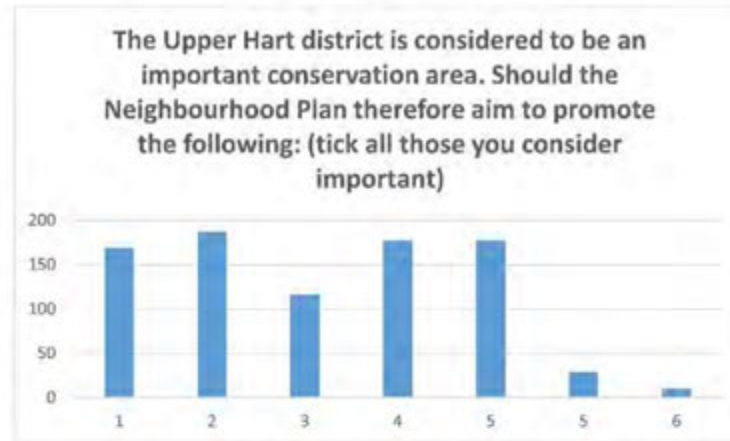 The Upper Hart district is considered to be an
important conservation area. Should the
Neighbourhood Plan therefore aim to promote
the following: (tick all those you consider
important)
200
150
100
50
0
1 2 3 4 5 5 6